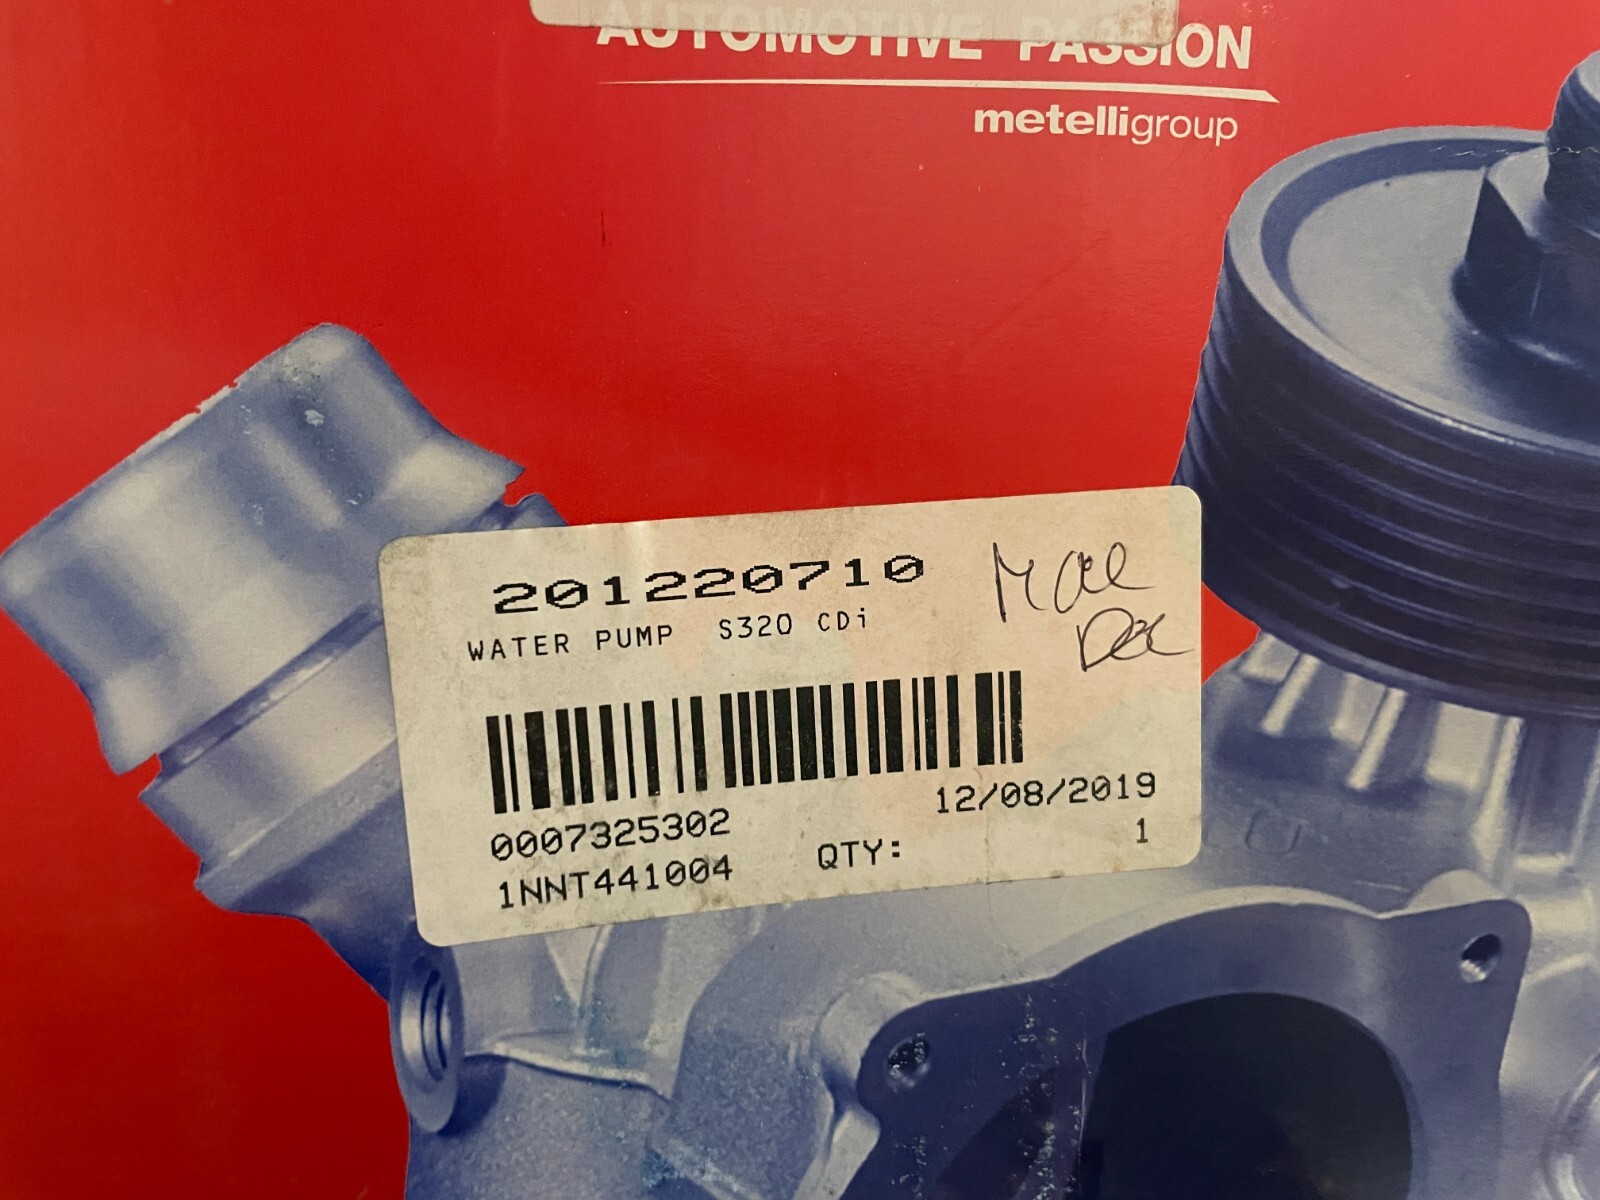 AUTOMOTIVE PASSION
metelligroup
201220710
WATER PUMP S320 CDi
0007325302
12/08/2019
1NNT441004
QTY: 1